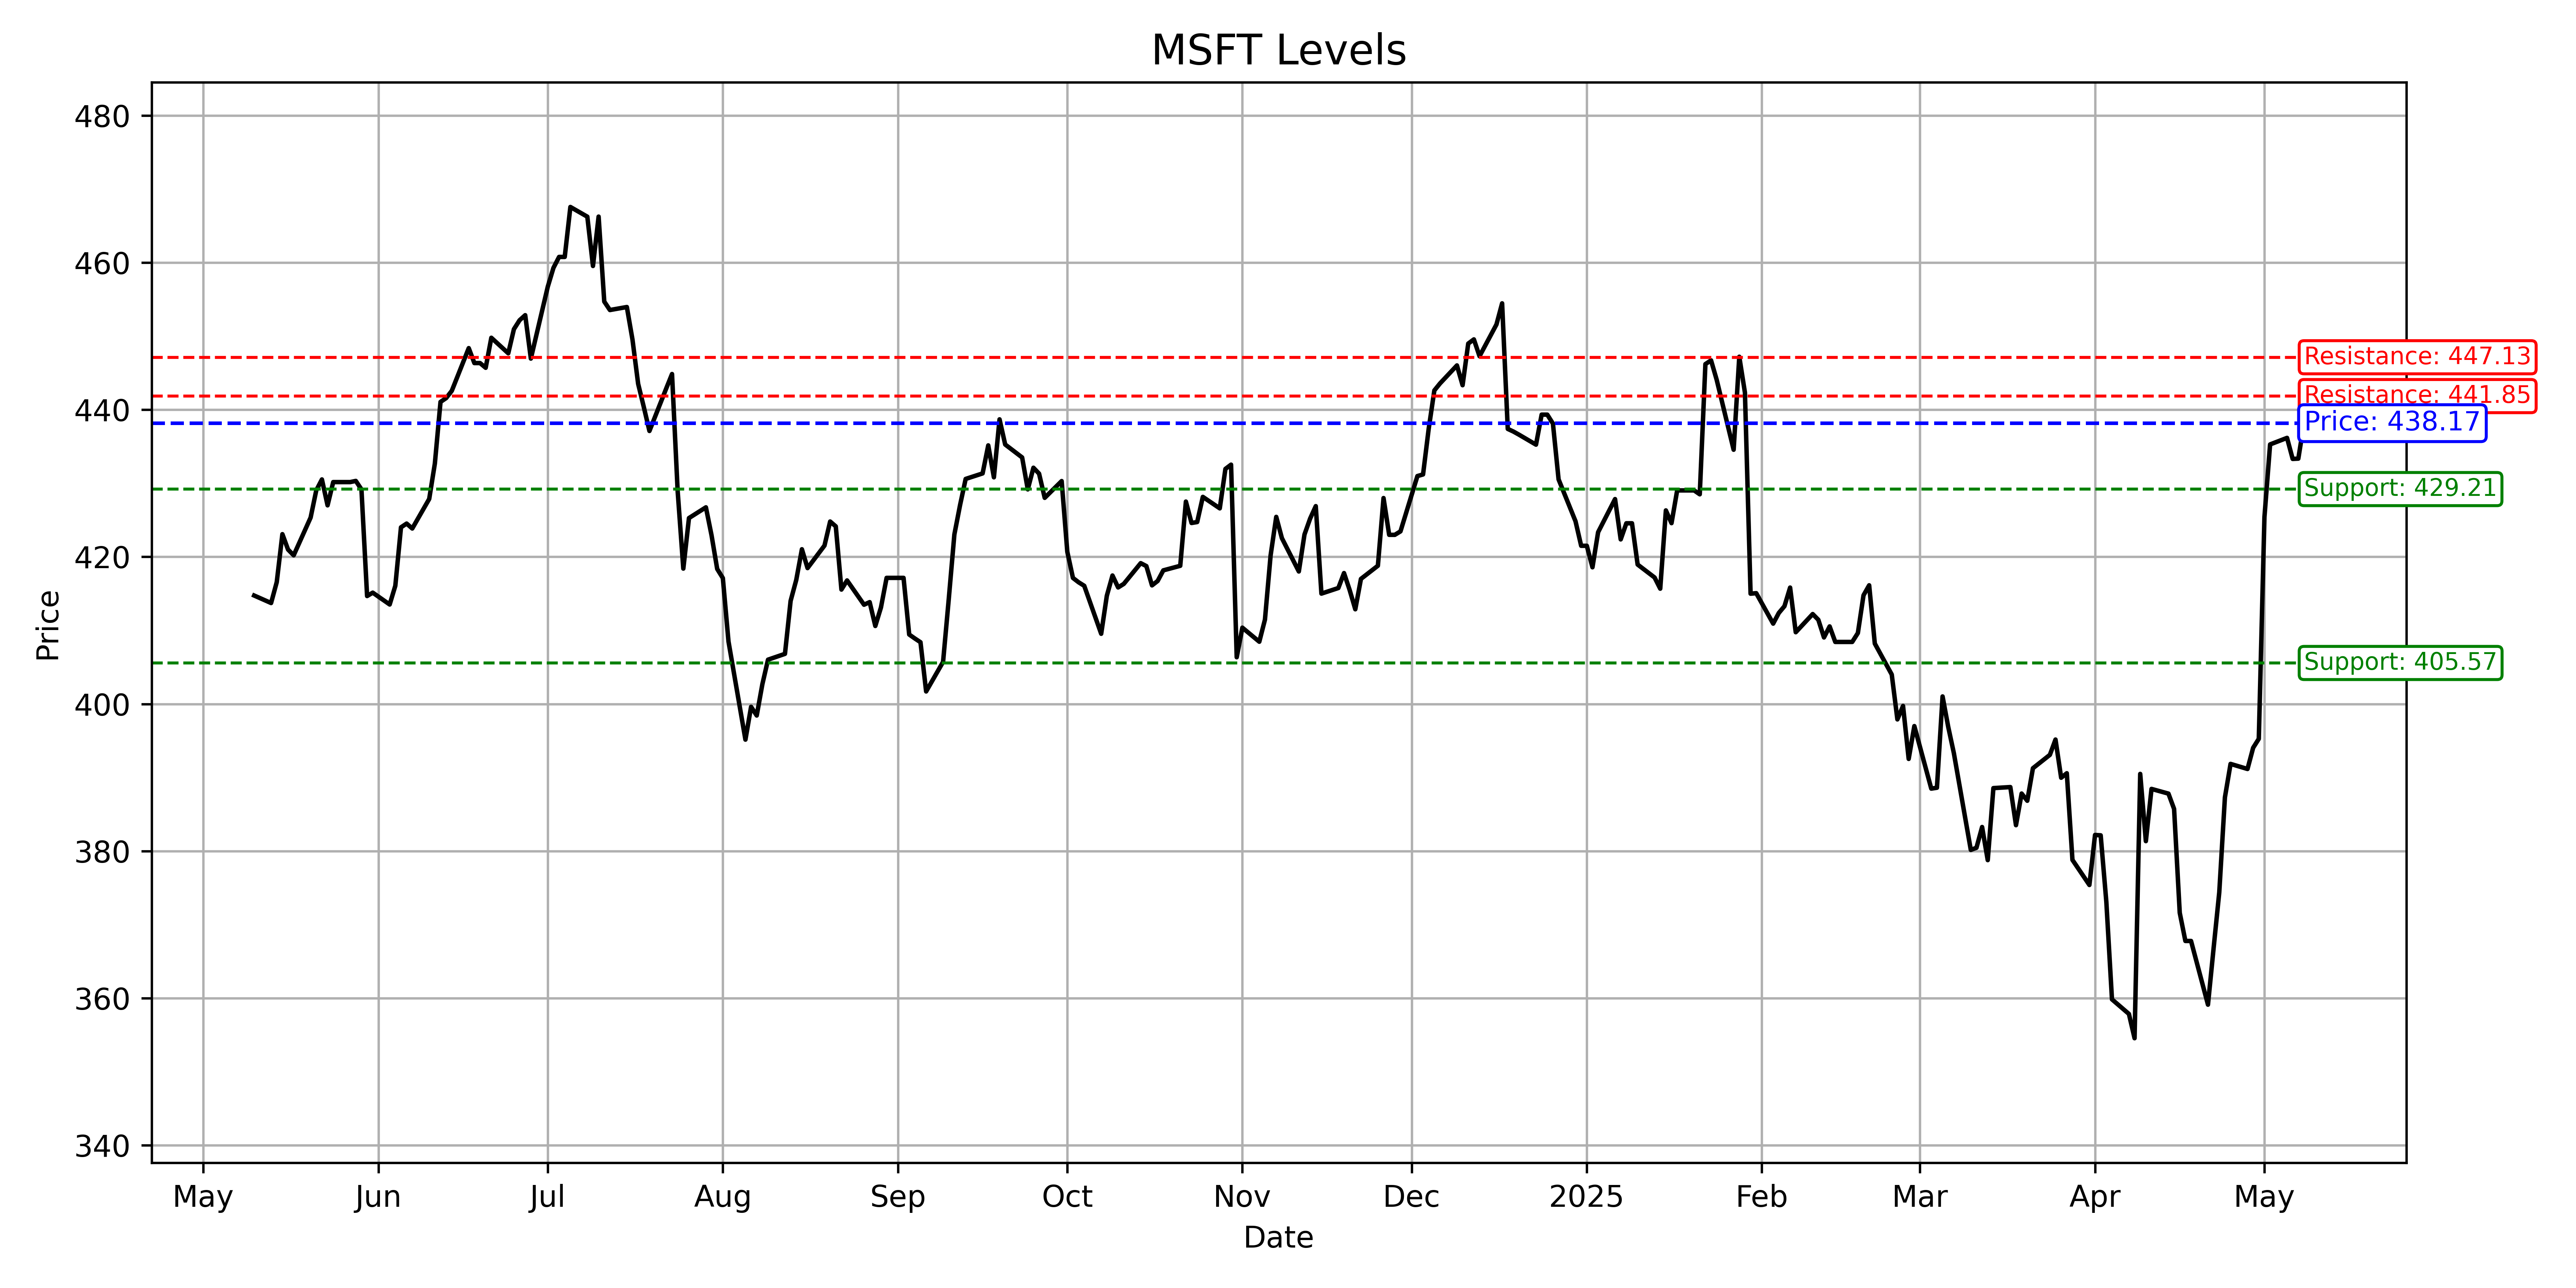 MSFT Levels
480
460
440
420
400
380
360
340
Price
Resistance: 447.13
Resistance: 441.85
Price: 438.17
Support: 429.21
Support: 405.57
May Jun Jul Aug Sep Oct Nov Dec 2025 Feb Mar Apr May
Date